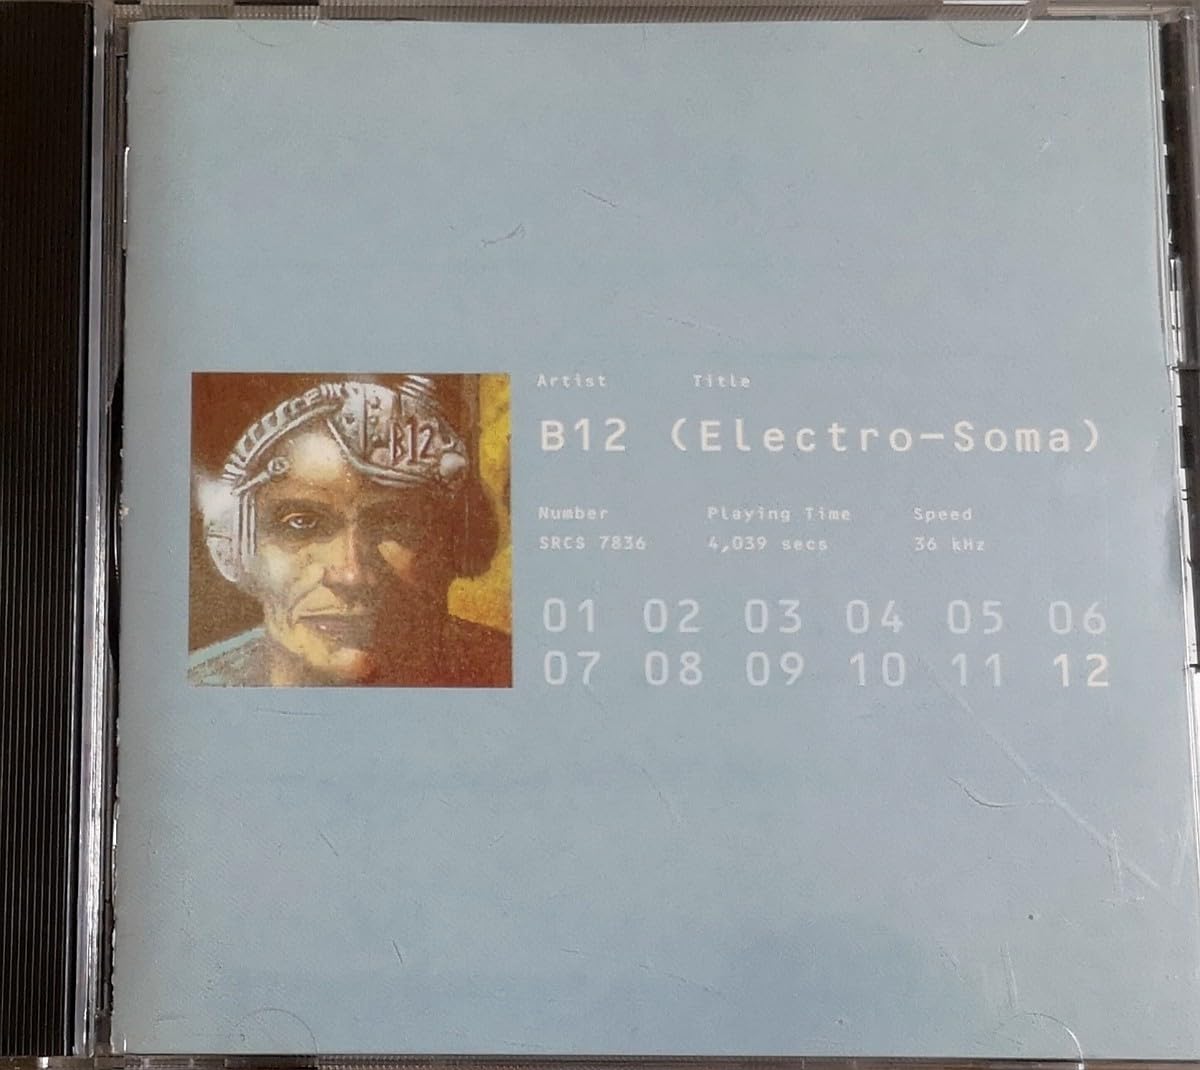 B12
Artist Title
B12 (Electro—Soma)
Number Playing Time Speed
SRCS 7836 4,039 secs 36 kHz
01 02 03 04 05 06
07 08 09 10 11 12